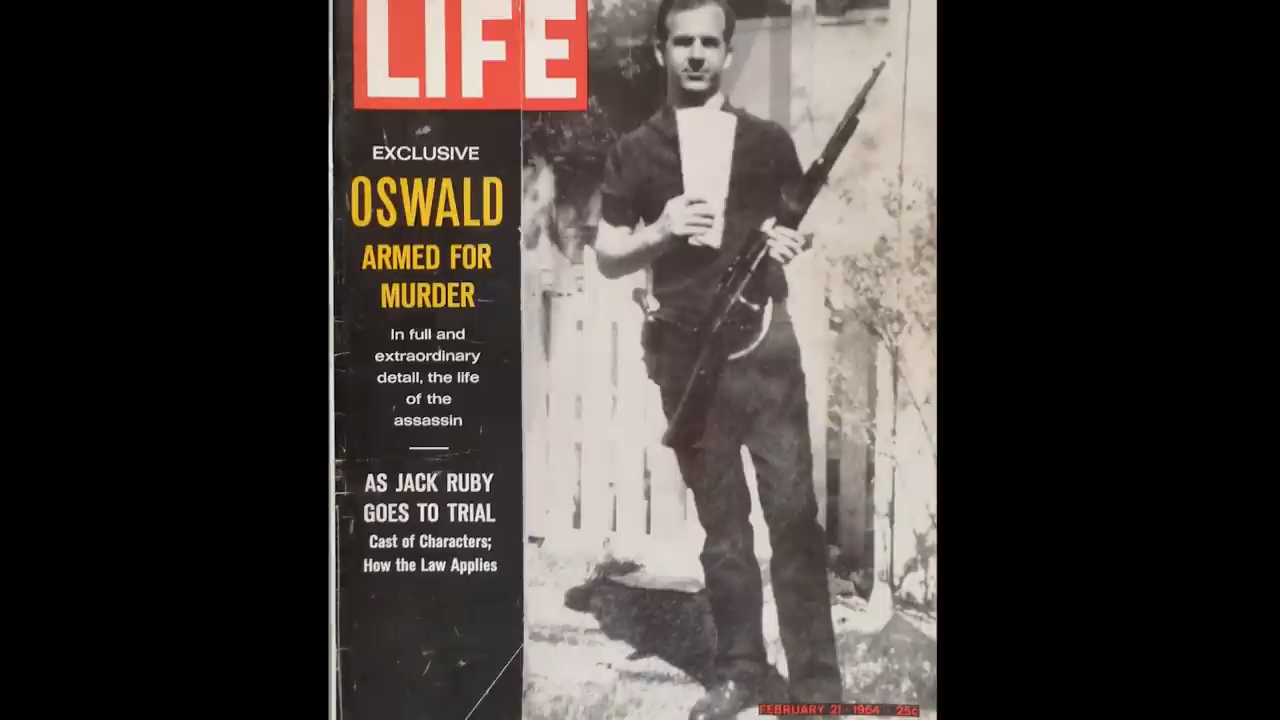 LIFE
EXCLUSIVE
OSWALD
ARMED FOR
MURDER
In full and
extraordinary
detail, the life
of the
assassin
AS JACK RUBY
GOES TO TRIAL
Cast of Characters;
How the Law Applies
FEBRUARY 21 · 1964 · 25¢